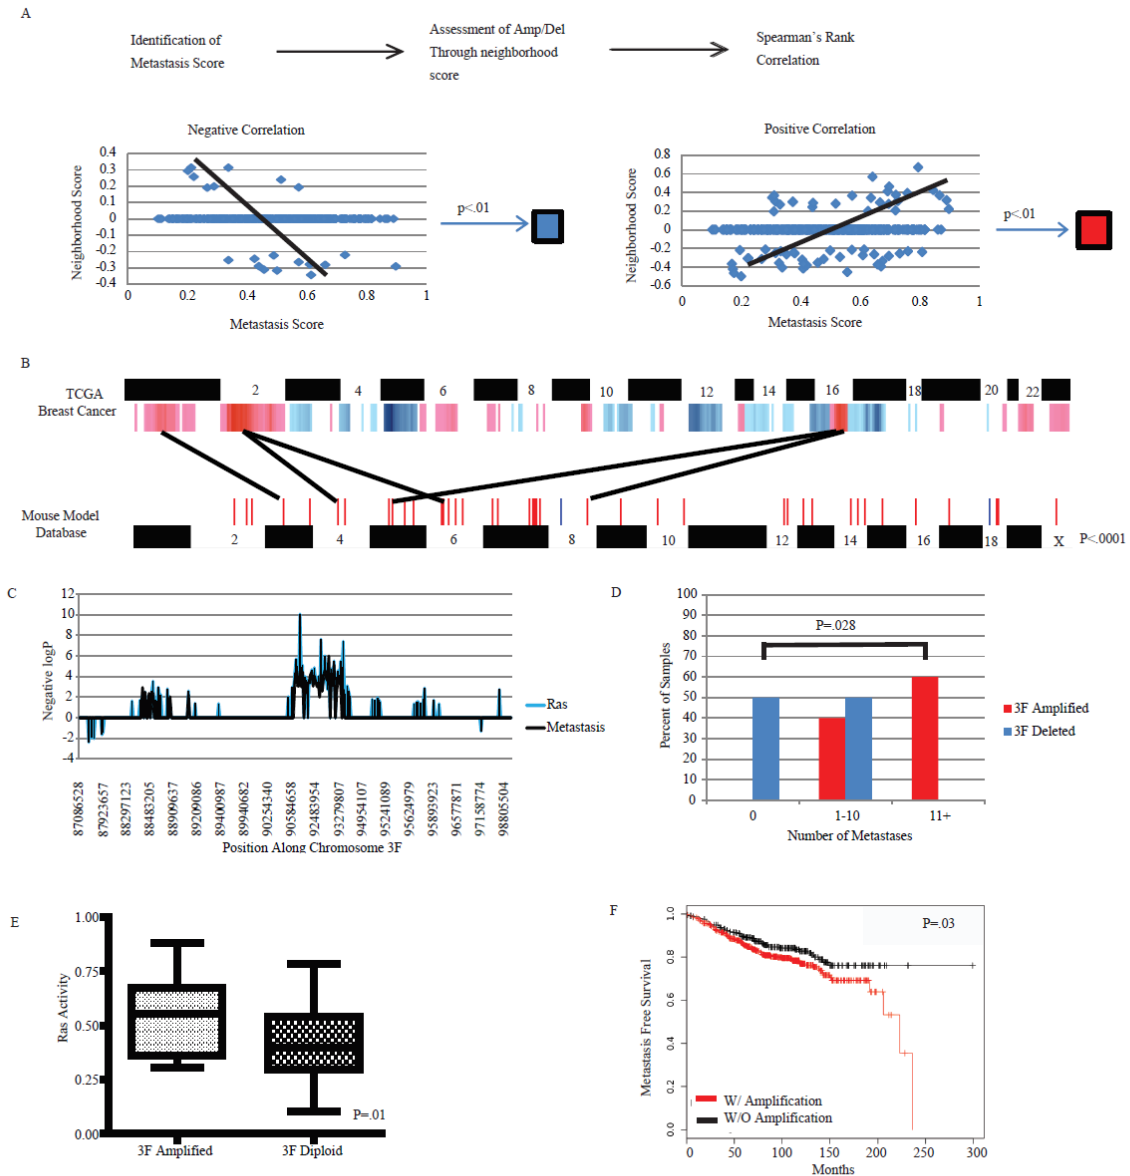 A
Identification of
Metastasis Score
Assessment of Amp/Del
Through neighborhood
score
Spearman's Rank
Correlation
Negative Correlation
Neighborhood Score
0.4
0.3
0.2
0.1
0
-0.1
-0.2
-0.3
-0.4
0
0.2
0.4
0.6
0.8
1
Metastasis Score
p<.01
Positive Correlation
Neighborhood Score
0.8
0.6
0.4
0.2
0
-0.2
-0.4
-0.6
0
0.2
0.4
0.6
0.8
1
Metastasis Score
p<.01
B
TCGA
Breast Cancer
2 4 6 8 10 12 14 16 18 20 22
Mouse Model
Database
2 4 6 8 10 12 14 16 18 X
P<.0001
C
Negative logP
12
10
8
6
4
2
0
-2
-4
Ras
Metastasis
87086528
87923657
88297123
88483205
88909637
89209086
89400987
89940682
90254340
90584658
92483954
93279807
94954107
95241089
95624979
95893923
96577871
97158774
98805504
Position Along Chromosome 3F
D
Percent of Samples
100
90
80
70
60
50
40
30
20
10
0
P=.028
3F Amplified
3F Deleted
0
1-10
11+
Number of Metastases
E
Ras Activity
1.00
0.75
0.50
0.25
0.00
P=.01
3F Amplified
3F Diploid
F
Metastasis Free Survival
1.0
0.8
0.6
0.4
0.2
0.0
P=.03
W/ Amplification
W/O Amplification
0 50 100 150 200 250 300
Months